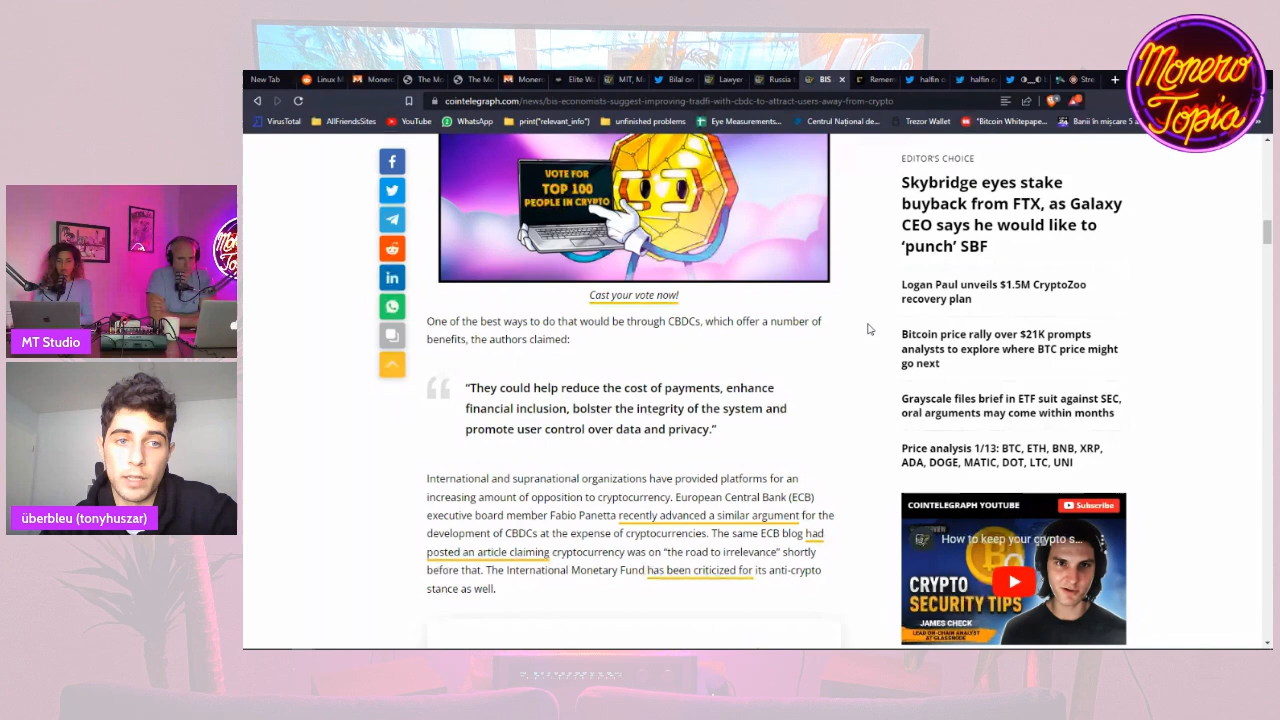 Monero
Topia
New Tab
Linux M
Monero
The Mo
The Mo
Monero
Elite Wa
MIT, M
Bilal on
Lawyer
Russia t
BIS
Remem
halfin o
halfin o
Stre
cointelegraph.com/news/bis-economists-suggest-improving-tradfi-with-cbdc-to-attract-users-away-from-crypto
VirusTotal
AllFriendsSites
YouTube
WhatsApp
print("relevant_info")
unfinished problems
Eye Measurements...
Centrul Național de...
Trezor Wallet
"Bitcoin Whitepape...
Banii în mișcare 5 a
VOTE FOR
TOP 100
PEOPLE IN CRYPTO
Cast your vote now!
One of the best ways to do that would be through CBDCs, which offer a number of
benefits, the authors claimed:
“They could help reduce the cost of payments, enhance
financial inclusion, bolster the integrity of the system and
promote user control over data and privacy.”
International and supranational organizations have provided platforms for an
increasing amount of opposition to cryptocurrency. European Central Bank (ECB)
executive board member Fabio Panetta recently advanced a similar argument for the
development of CBDCs at the expense of cryptocurrencies. The same ECB blog had
posted an article claiming cryptocurrency was on “the road to irrelevance” shortly
before that. The International Monetary Fund has been criticized for its anti-crypto
stance as well.
EDITOR'S CHOICE
Skybridge eyes stake
buyback from FTX, as Galaxy
CEO says he would like to
‘punch’ SBF
Logan Paul unveils $1.5M CryptoZoo
recovery plan
Bitcoin price rally over $21K prompts
analysts to explore where BTC price might
go next
Grayscale files brief in ETF suit against SEC,
oral arguments may come within months
Price analysis 1/13: BTC, ETH, BNB, XRP,
ADA, DOGE, MATIC, DOT, LTC, UNI
COINTELEGRAPH YOUTUBE
Subscribe
How to keep your crypto s...
CRYPTO
SECURITY TIPS
JAMES CHECK
LEAD ON-CHAIN ANALYST
AT GLASSNODE
MT Studio
überbleu (tonyhuszar)